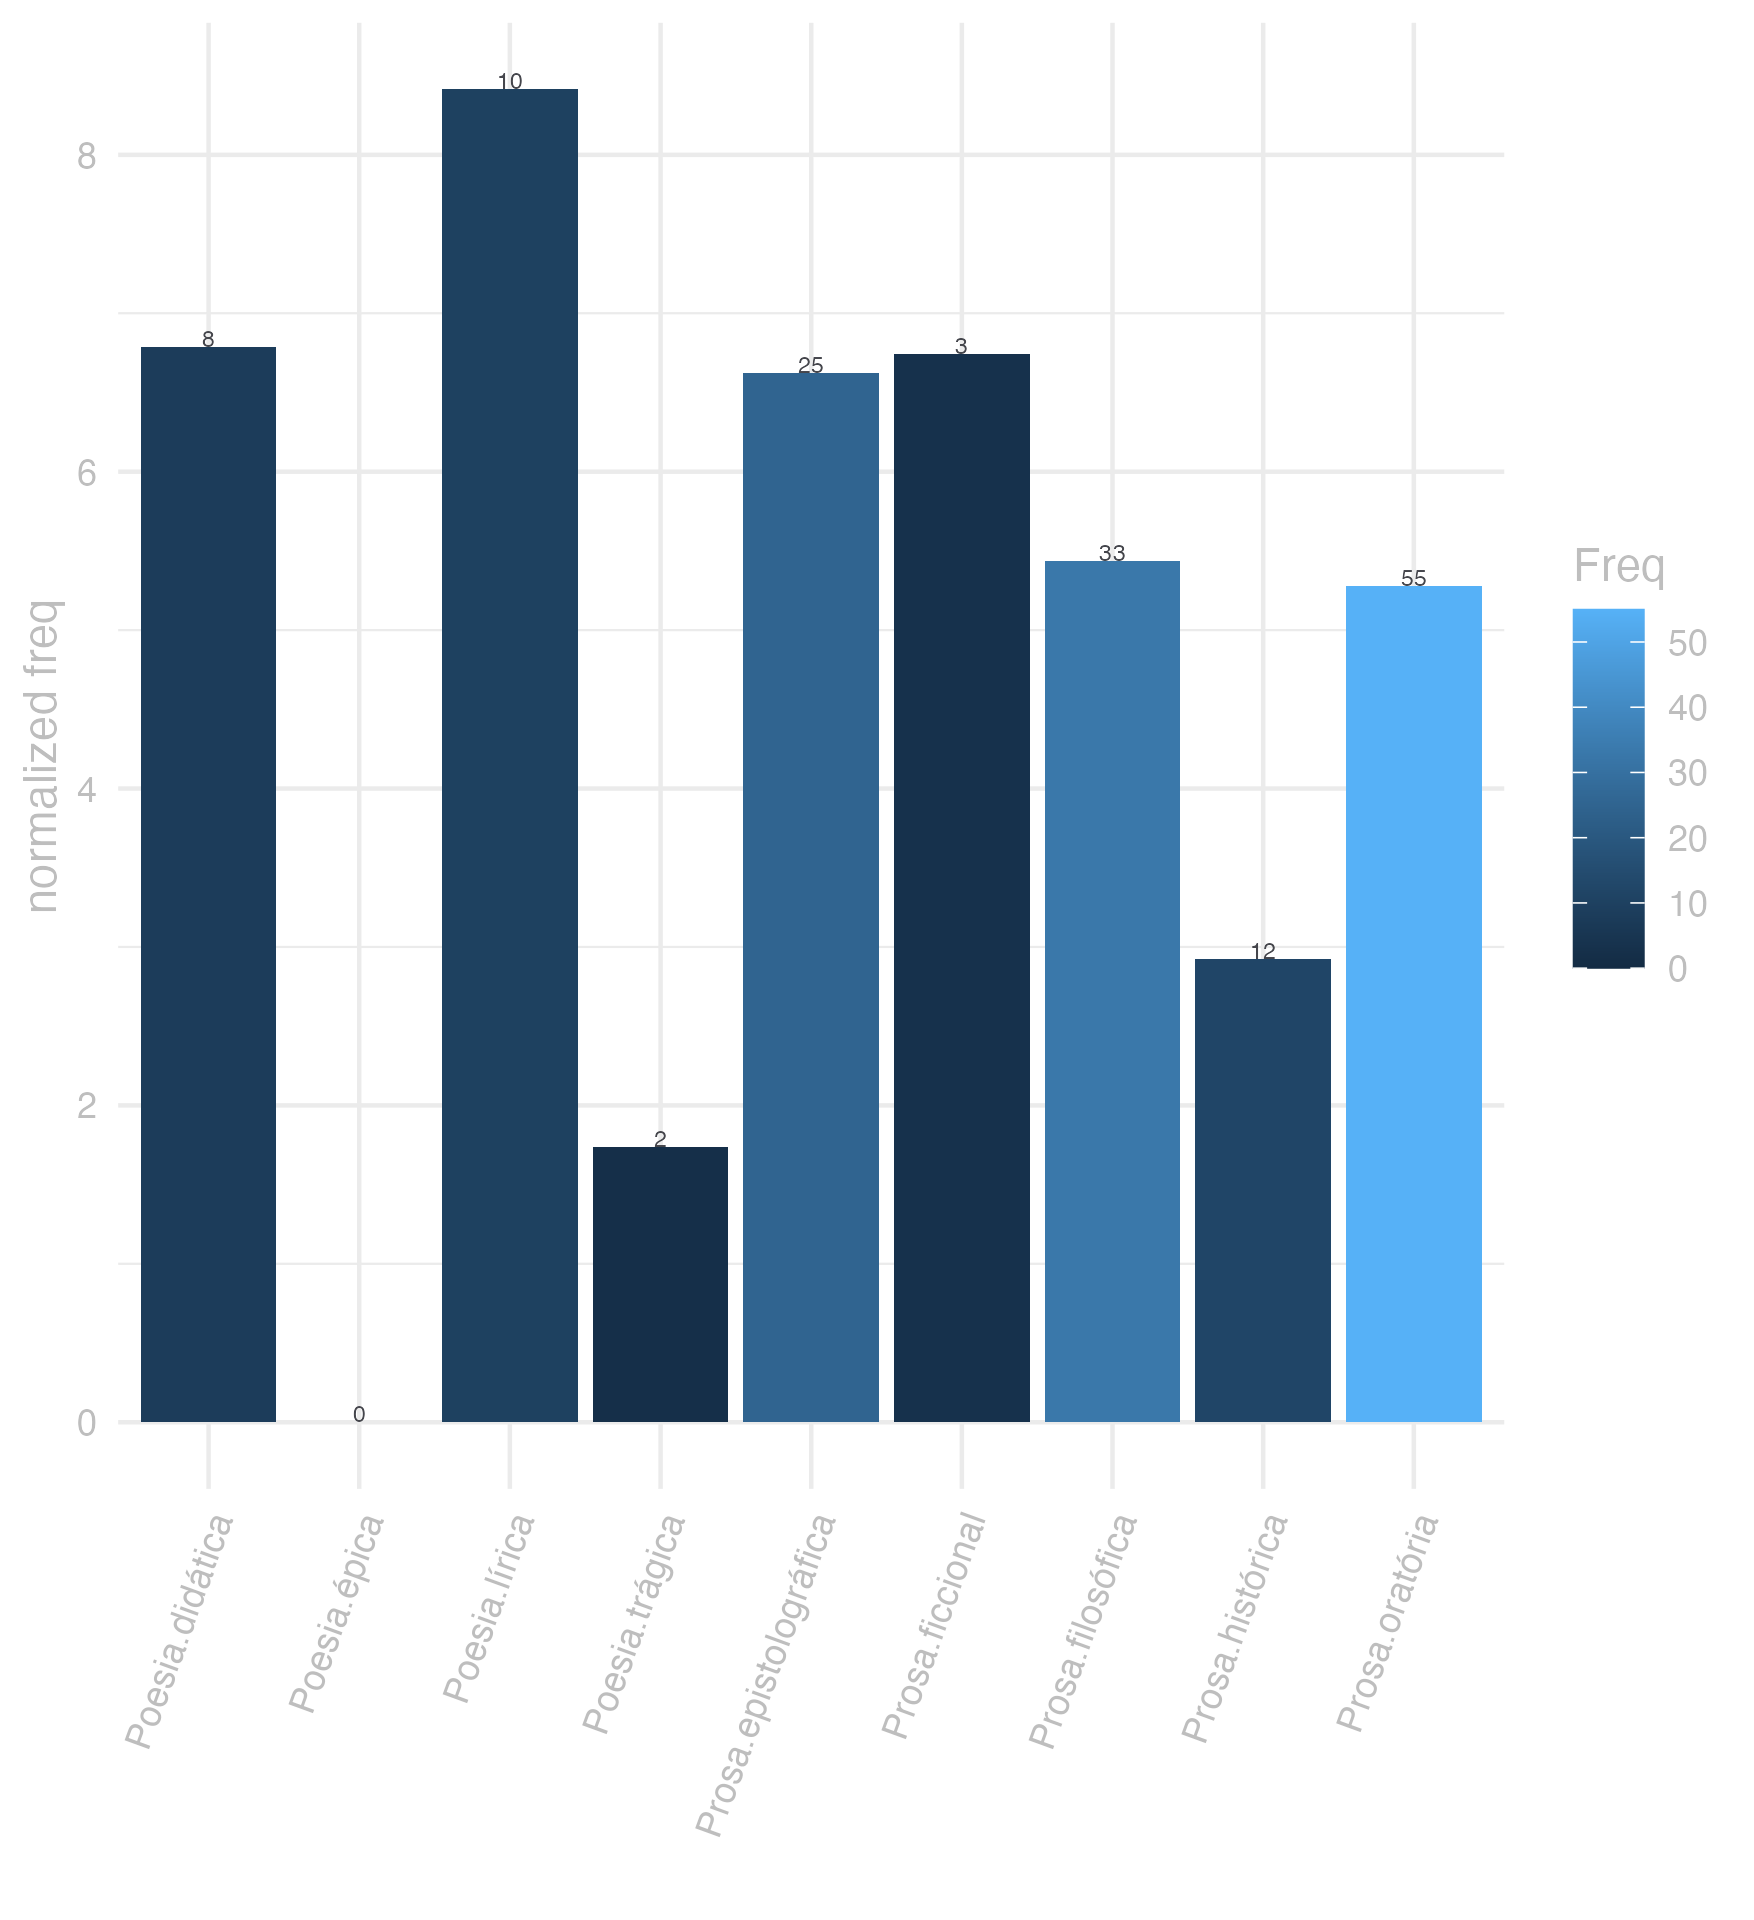 normalized freq
8
6
4
2
0
8
0
10
2
25
3
33
12
55
Poesia.didática
Poesia.épica
Poesia.lírica
Poesia.trágica
Prosa.epistolográfica
Prosa.ficcional
Prosa.filosófica
Prosa.histórica
Prosa.oratória
Freq
50
40
30
20
10
0